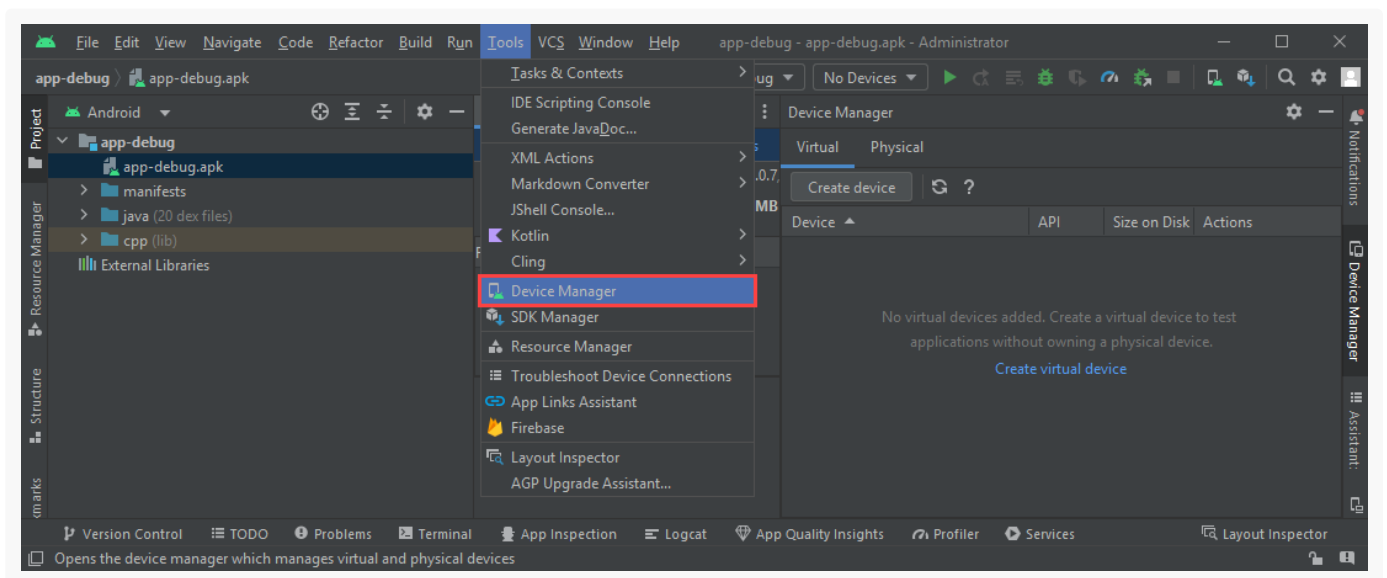 File Edit View Navigate Code Refactor Build Run Tools VCS Window Help app-debug - app-debug.apk - Administrator
app-debug app-debug.apk
No Devices
Project
Resource Manager
Structure
Android
app-debug
app-debug.apk
manifests
java (20 dex files)
cpp (lib)
External Libraries
Tasks & Contexts
IDE Scripting Console
Generate JavaDoc...
XML Actions
Markdown Converter
JShell Console...
Kotlin
Cling
Device Manager
SDK Manager
Resource Manager
Troubleshoot Device Connections
App Links Assistant
Firebase
Layout Inspector
AGP Upgrade Assistant...
.0.7,
MB
Device Manager
Virtual Physical
Create device ?
Device API Size on Disk Actions
No virtual devices added. Create a virtual device to test
applications without owning a physical device.
Create virtual device
Notifications
Device Manager
Assistant:
Version Control TODO Problems Terminal App Inspection Logcat App Quality Insights Profiler Services Layout Inspector
Opens the device manager which manages virtual and physical devices